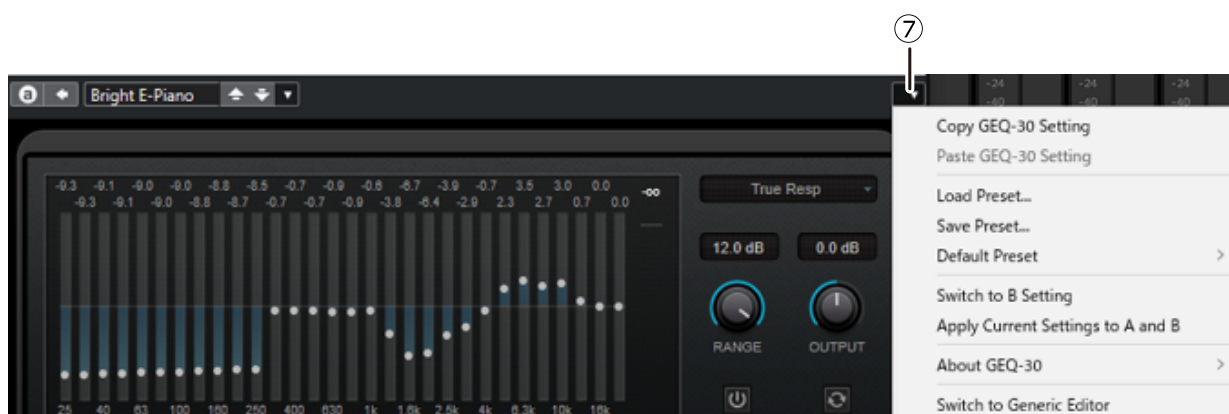 ⑦
a
Bright E-Piano
-24 -24 -24
-40 -40 -40
Copy GEQ-30 Setting
Paste GEQ-30 Setting
Load Preset...
Save Preset...
Default Preset
Switch to B Setting
Apply Current Settings to A and B
About GEQ-30
Switch to Generic Editor
-9.3 -9.1 -9.0 -9.0 -8.8 -8.5 -0.7 -0.9 -0.6 -6.7 -3.9 -0.7 3.5 3.0 0.0
-9.3 -9.1 -9.0 -8.8 -8.7 -0.7 -0.7 -0.9 -3.8 -6.4 -2.9 2.3 2.7 0.7 0.0
-∞
True Resp
12.0 dB 0.0 dB
RANGE OUTPUT
25 40 63 100 160 250 400 630 1k 1.6k 2.5k 4k 6.3k 10k 16k